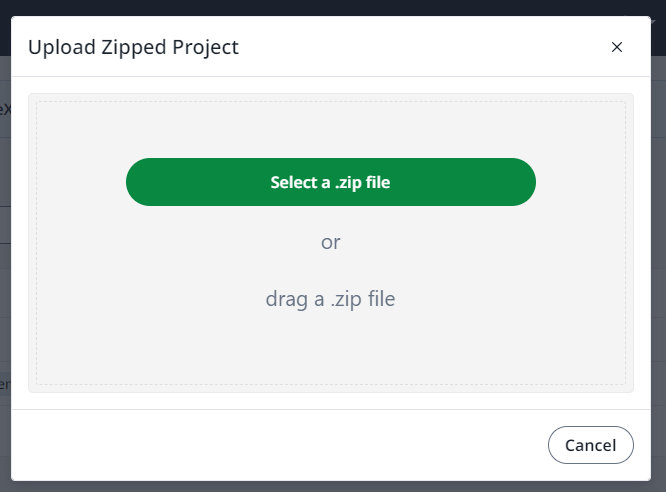 Upload Zipped Project
Select a .zip file
or
drag a .zip file
Cancel